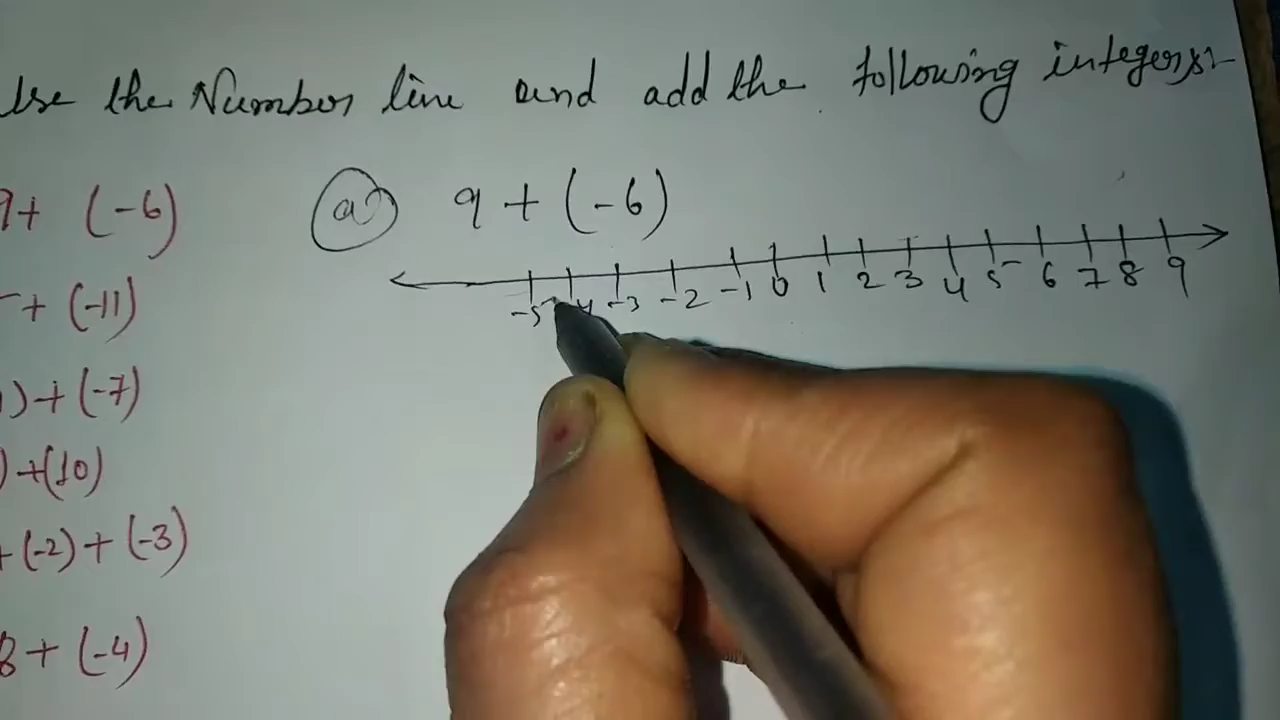 Use the Number line and add the following integers:-
9+ (-6)
+ (-11)
)+(-7)
)+(10)
+(-2)+(-3)
8+(-4)
(a) 9+(-6)
-5 -4 -3 -2 -1 0 1 2 3 4 5 6 7 8 9